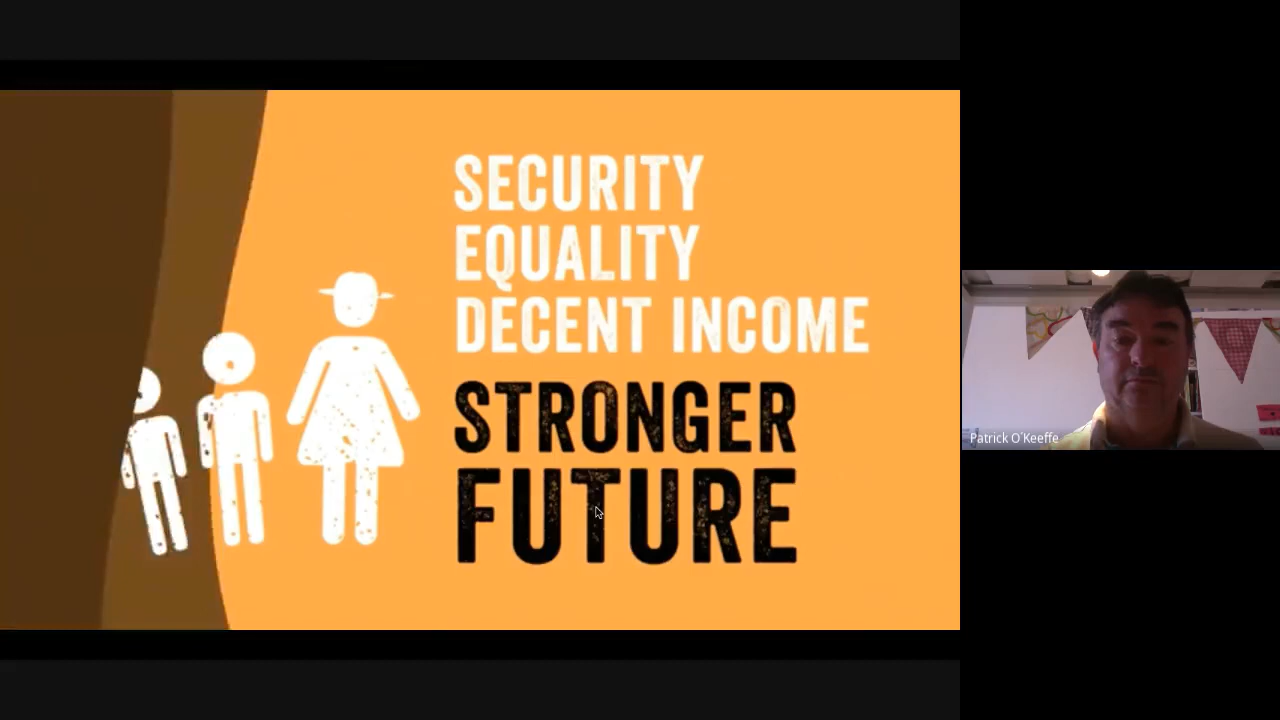 SECURITY
EQUALITY
DECENT INCOME
STRONGER
FUTURE
Patrick O'Keeffe